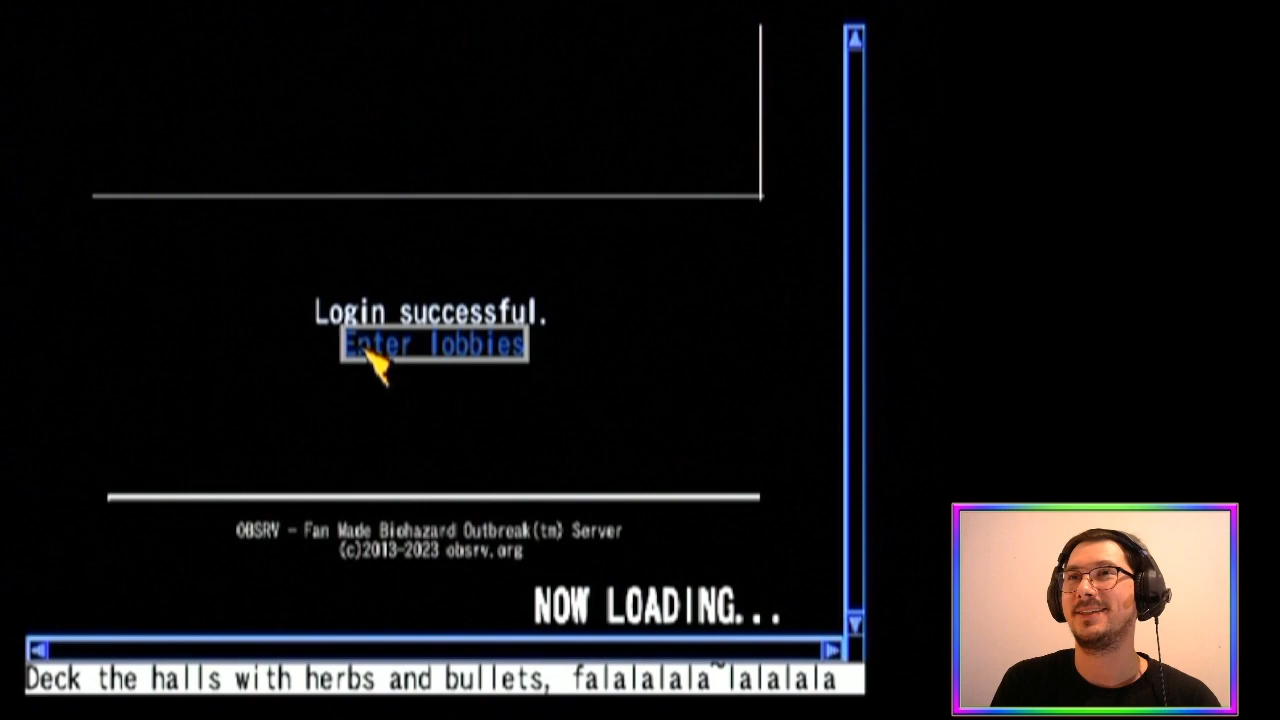 Login successful.
Enter lobbies
OBSRV - Fan Made Biohazard Outbreak(tm) Server
(c)2013-2023 obsrv.org
NOW LOADING...
Deck the halls with herbs and bullets, falalalala~lalalala